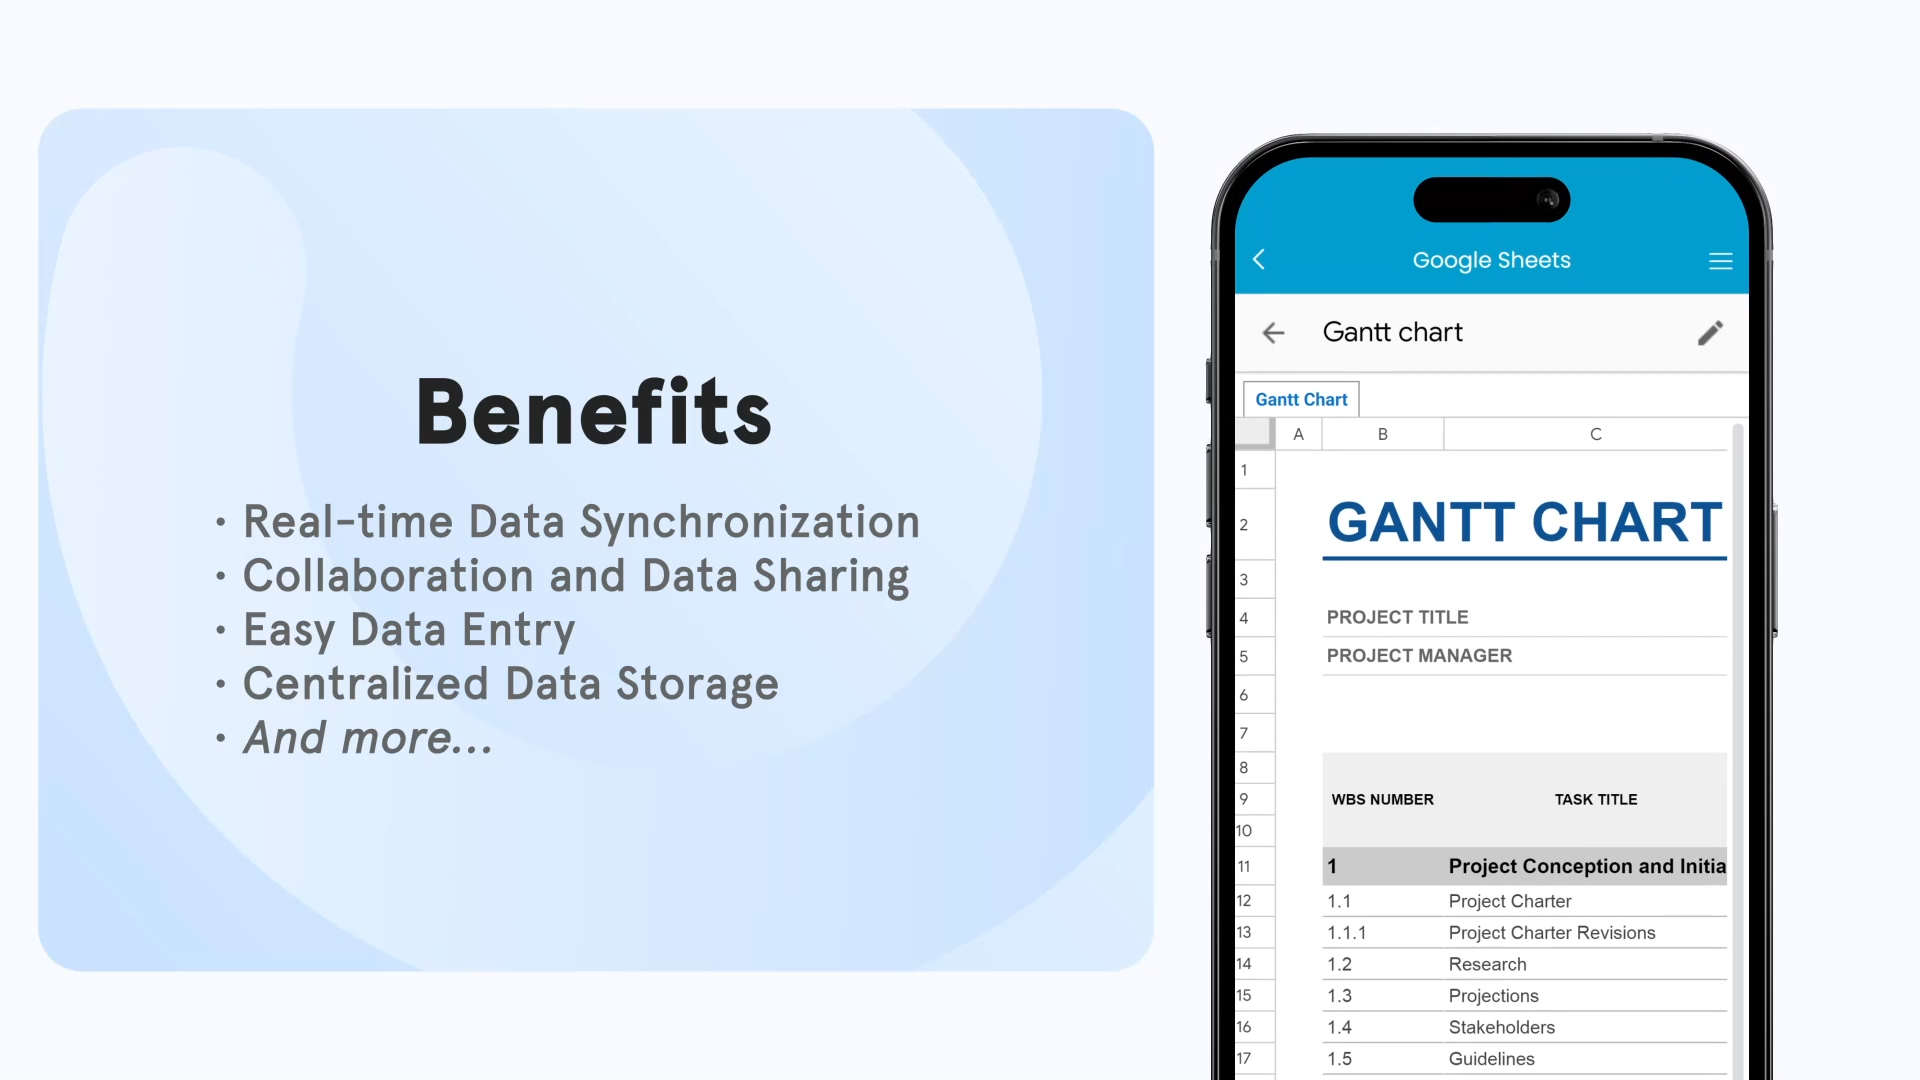 Benefits
• Real-time Data Synchronization
• Collaboration and Data Sharing
• Easy Data Entry
• Centralized Data Storage
• And more...
Google Sheets
Gantt chart
Gantt Chart
A B C
1
2 GANTT CHART
3
4 PROJECT TITLE
5 PROJECT MANAGER
6
7
8
9 WBS NUMBER TASK TITLE
10
11 1 Project Conception and Initia
12 1.1 Project Charter
13 1.1.1 Project Charter Revisions
14 1.2 Research
15 1.3 Projections
16 1.4 Stakeholders
17 1.5 Guidelines